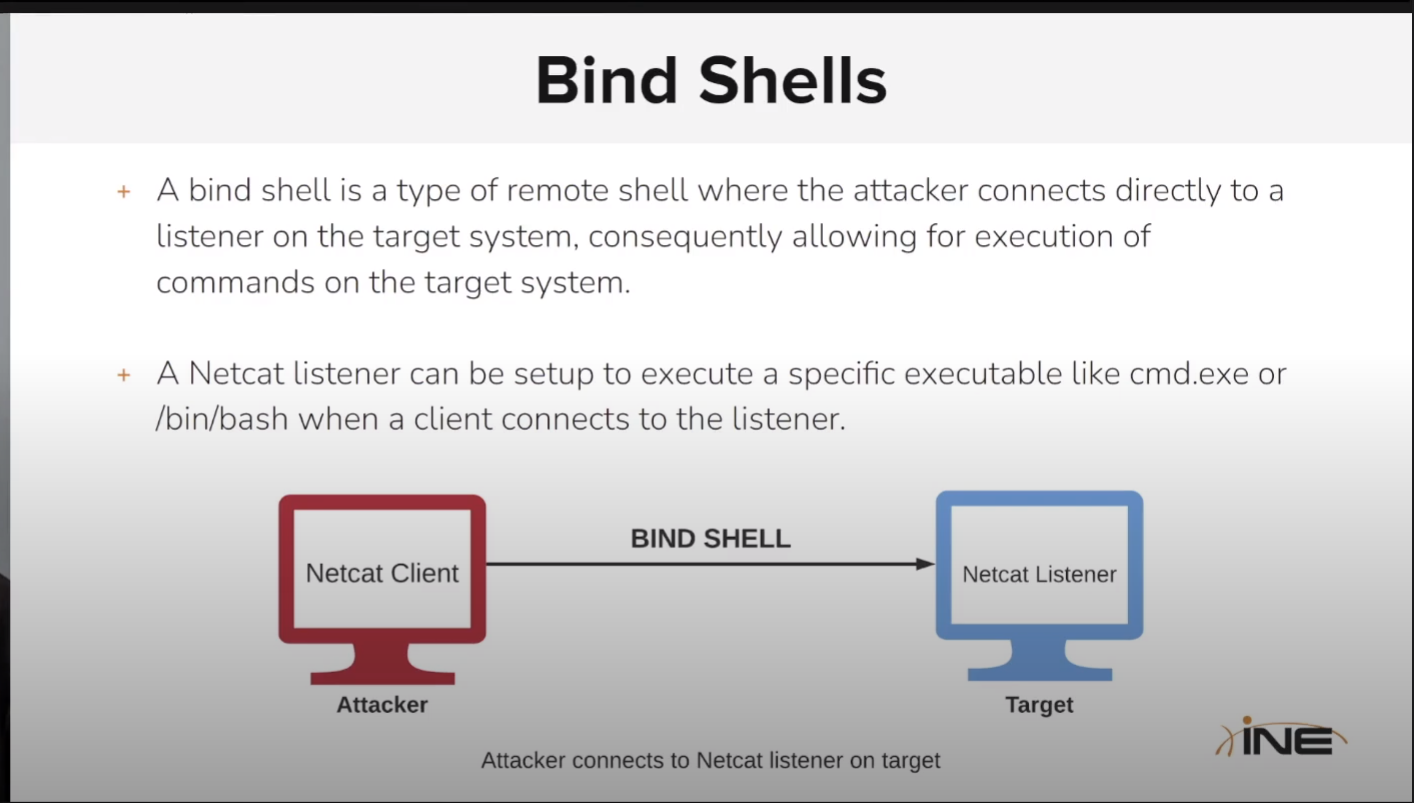 Bind Shells
+ A bind shell is a type of remote shell where the attacker connects directly to a
listener on the target system, consequently allowing for execution of
commands on the target system.
+ A Netcat listener can be setup to execute a specific executable like cmd.exe or
/bin/bash when a client connects to the listener.
BIND SHELL
Netcat Client
Netcat Listener
Attacker
Target
Attacker connects to Netcat listener on target
iNE